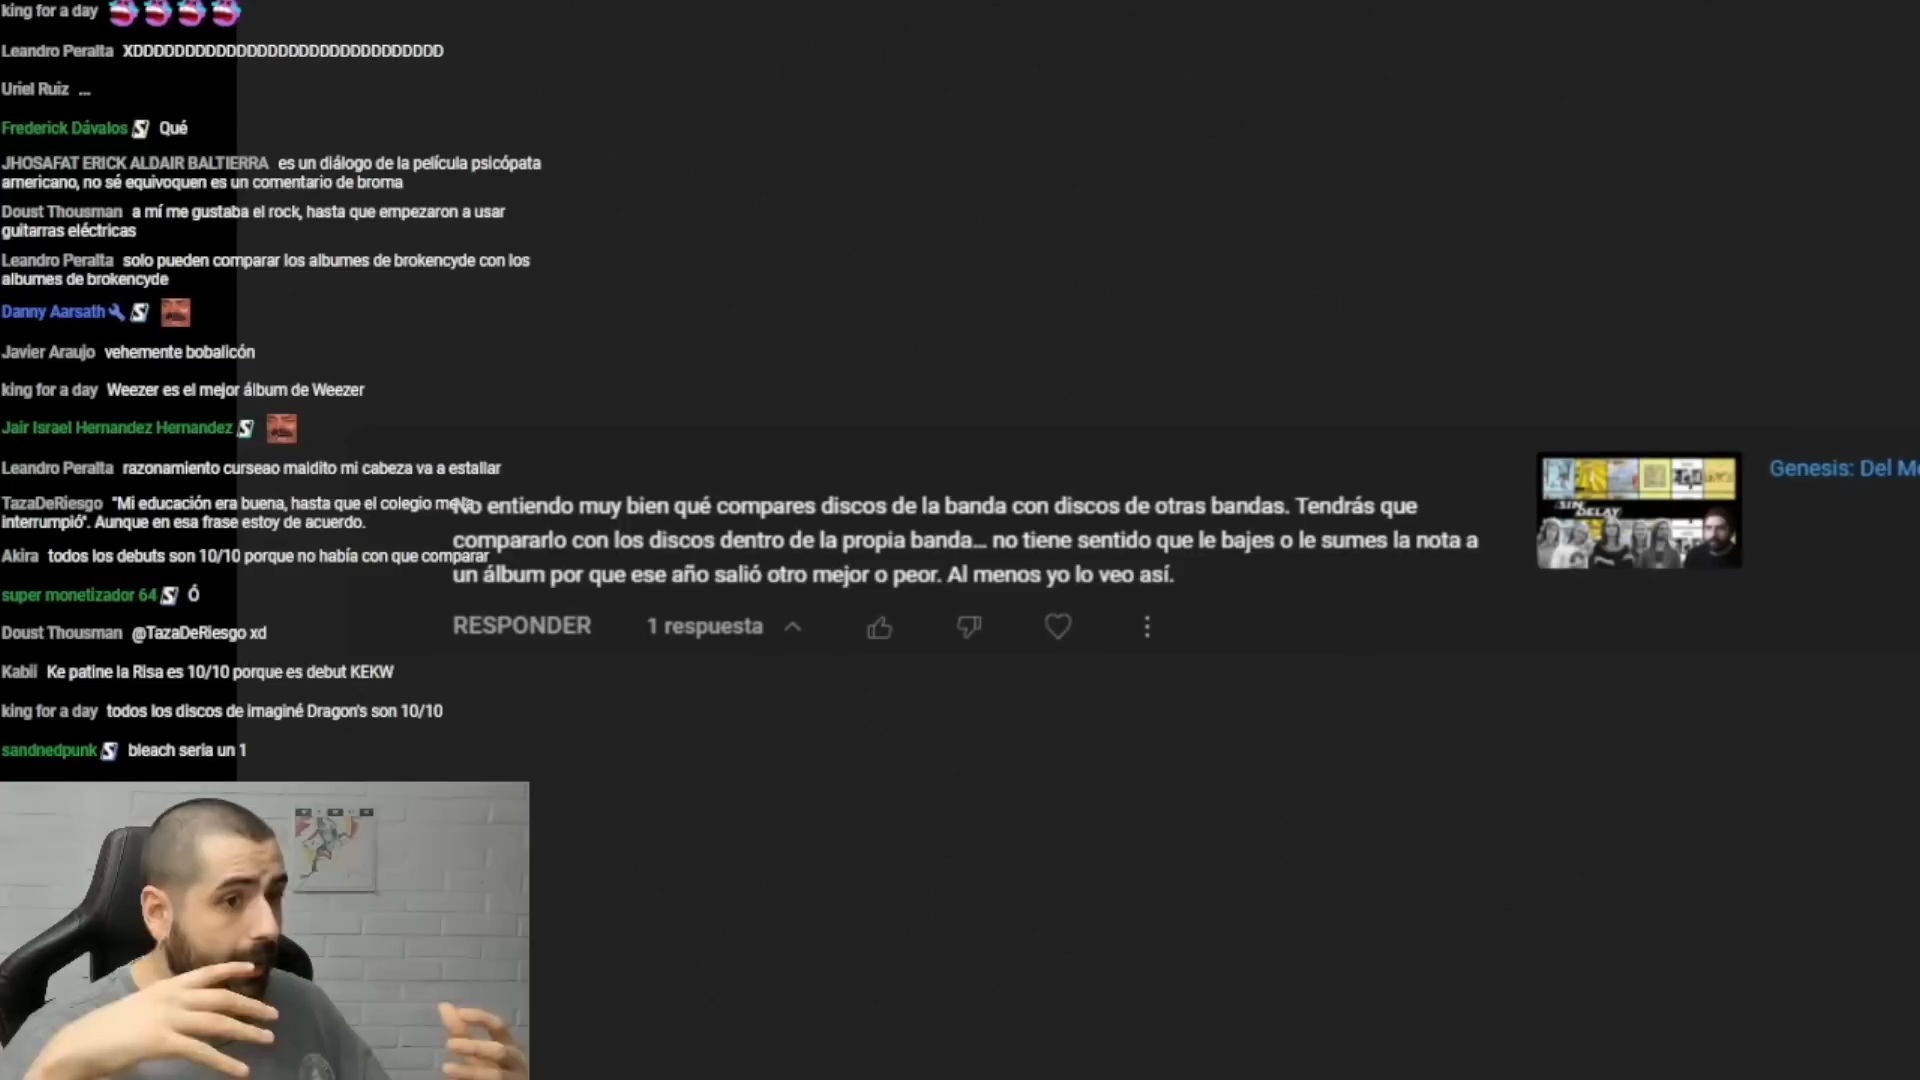 king for a day
Leandro Peralta XDDDDDDDDDDDDDDDDDDDDDDDDDDDDDD
Uriel Ruiz ...
Frederick Dávalos S Qué
JHOSAFAT ERICK ALDAIR BALTIERRA es un diálogo de la película psicópata
americano, no sé equivoquen es un comentario de broma
Doust Thousman a mí me gustaba el rock, hasta que empezaron a usar
guitarras eléctricas
Leandro Peralta solo pueden comparar los albumes de brokencyde con los
albumes de brokencyde
Danny Aarsath S
Javier Araujo vehemente bobalicón
king for a day Weezer es el mejor álbum de Weezer
Jair Israel Hernandez Hernandez S
Leandro Peralta razonamiento curseao maldito mi cabeza va a estallar
TazaDeRiesgo "Mi educación era buena, hasta que el colegio me la
interrumpió". Aunque en esa frase estoy de acuerdo.
Akira todos los debuts son 10/10 porque no había con que comparar
super monetizador 64 S Ó
Doust Thousman @TazaDeRiesgo xd
Kabii Ke patine la Risa es 10/10 porque es debut KEKW
king for a day todos los discos de imaginé Dragon's son 10/10
sandnedpunk S bleach seria un 1
No entiendo muy bien qué compares discos de la banda con discos de otras bandas. Tendrás que
compararlo con los discos dentro de la propia banda... no tiene sentido que le bajes o le sumes la nota a
un álbum por que ese año salió otro mejor o peor. Al menos yo lo veo así.
RESPONDER 1 respuesta
SIN DELAY
Genesis: Del Mo